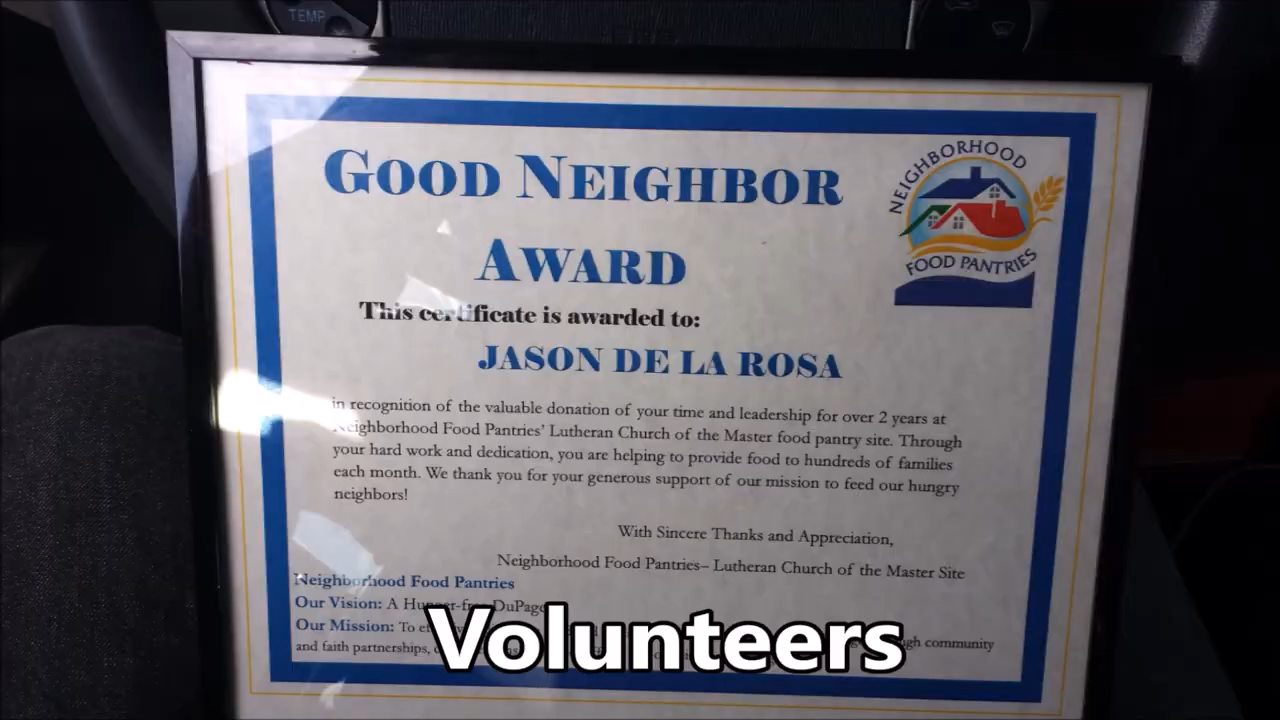 TEMP
GOOD NEIGHBOR
AWARD
NEIGHBORHOOD
FOOD PANTRIES
This certificate is awarded to:
JASON DE LA ROSA
in recognition of the valuable donation of your time and leadership for over 2 years at
Neighborhood Food Pantries' Lutheran Church of the Master food pantry site. Through
your hard work and dedication, you are helping to provide food to hundreds of families
each month. We thank you for your generous support of our mission to feed our hungry
neighbors!
With Sincere Thanks and Appreciation,
Neighborhood Food Pantries– Lutheran Church of the Master Site
Neighborhood Food Pantries
Our Vision: A Hunger-free DuPage
Our Mission: To community
and faith partnerships,
Volunteers